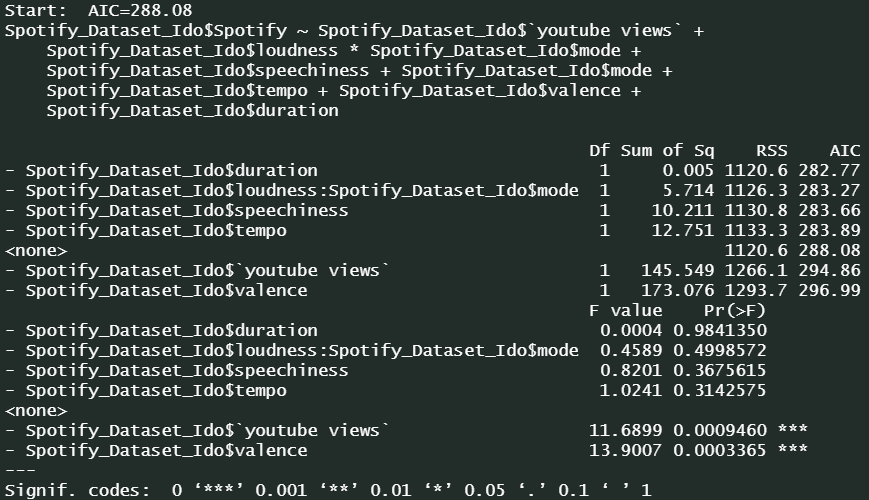 Start:  AIC=288.08
Spotify_Dataset_Ido$Spotify ~ Spotify_Dataset_Ido$`youtube views` +
    Spotify_Dataset_Ido$loudness * Spotify_Dataset_Ido$mode +
    Spotify_Dataset_Ido$speechiness + Spotify_Dataset_Ido$mode +
    Spotify_Dataset_Ido$tempo + Spotify_Dataset_Ido$valence +
    Spotify_Dataset_Ido$duration

                                                        Df Sum of Sq    RSS    AIC
- Spotify_Dataset_Ido$duration                           1     0.005 1120.6 282.77
- Spotify_Dataset_Ido$loudness:Spotify_Dataset_Ido$mode  1     5.714 1126.3 283.27
- Spotify_Dataset_Ido$speechiness                        1    10.211 1130.8 283.66
- Spotify_Dataset_Ido$tempo                              1    12.751 1133.3 283.89
<none>                                                               1120.6 288.08
- Spotify_Dataset_Ido$`youtube views`                    1   145.549 1266.1 294.86
- Spotify_Dataset_Ido$valence                            1   173.076 1293.7 296.99
                                                        F value    Pr(>F)
- Spotify_Dataset_Ido$duration                           0.0004 0.9841350
- Spotify_Dataset_Ido$loudness:Spotify_Dataset_Ido$mode  0.4589 0.4998572
- Spotify_Dataset_Ido$speechiness                        0.8201 0.3675615
- Spotify_Dataset_Ido$tempo                              1.0241 0.3142575
<none>
- Spotify_Dataset_Ido$`youtube views`                   11.6899 0.0009460 ***
- Spotify_Dataset_Ido$valence                           13.9007 0.0003365 ***
---
Signif. codes:  0 ‘***’ 0.001 ‘**’ 0.01 ‘*’ 0.05 ‘.’ 0.1 ‘ ’ 1